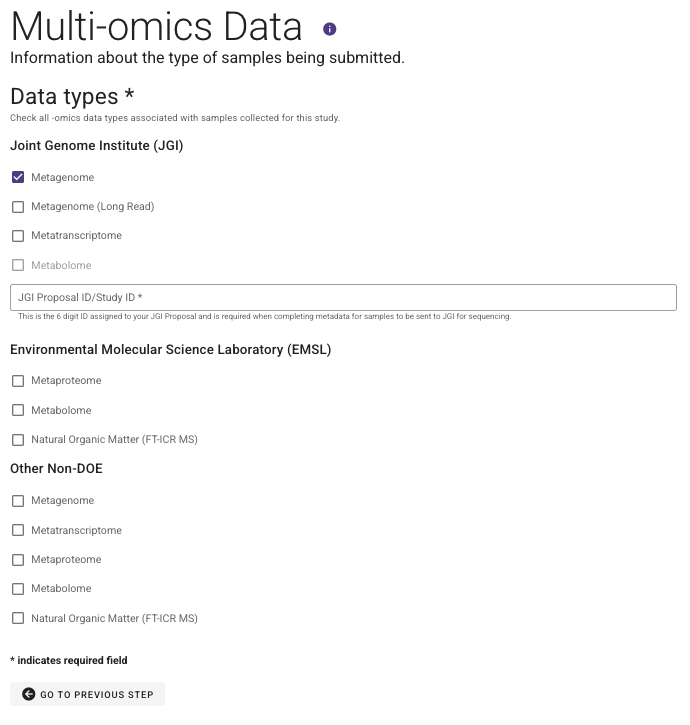 Multi-omics Data
Information about the type of samples being submitted.
Data types *
Check all -omics data types associated with samples collected for this study.
Joint Genome Institute (JGI)
Metagenome
Metagenome (Long Read)
Metatranscriptome
Metabolome
JGI Proposal ID/Study ID *
This is the 6 digit ID assigned to your JGI Proposal and is required when completing metadata for samples to be sent to JGI for sequencing.
Environmental Molecular Science Laboratory (EMSL)
Metaproteome
Metabolome
Natural Organic Matter (FT-ICR MS)
Other Non-DOE
Metagenome
Metatranscriptome
Metaproteome
Metabolome
Natural Organic Matter (FT-ICR MS)
* indicates required field
GO TO PREVIOUS STEP